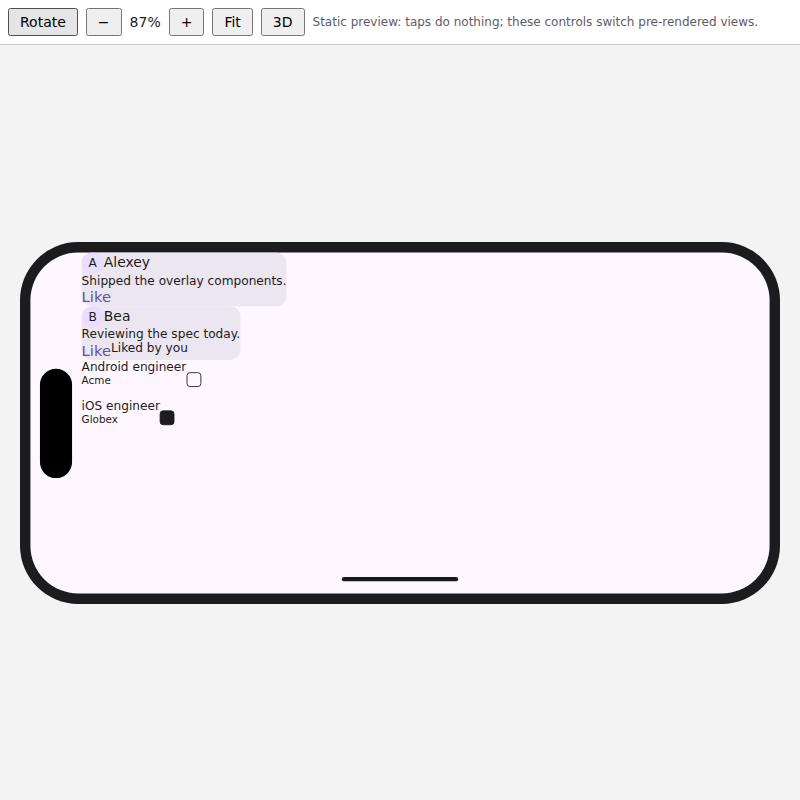 Rotate − 87% + Fit 3D Static preview: taps do nothing; these controls switch pre-rendered views.
A Alexey
Shipped the overlay components.
Like
B Bea
Reviewing the spec today.
Like Liked by you
Android engineer
Acme
iOS engineer
Globex